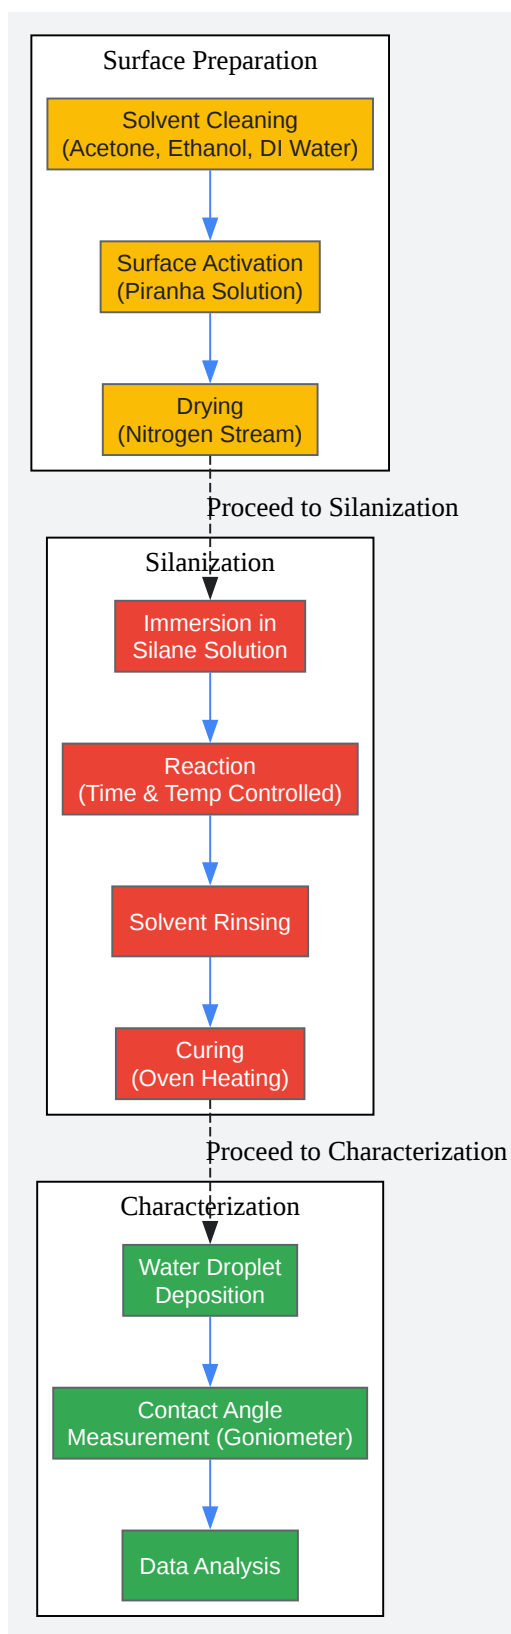 Surface Preparation
Solvent Cleaning
(Acetone, Ethanol, DI Water)
Surface Activation
(Piranha Solution)
Drying
(Nitrogen Stream)
Proceed to Silanization
Silanization
Immersion in
Silane Solution
Reaction
(Time & Temp Controlled)
Solvent Rinsing
Curing
(Oven Heating)
Proceed to Characterization
Characterization
Water Droplet
Deposition
Contact Angle
Measurement (Goniometer)
Data Analysis